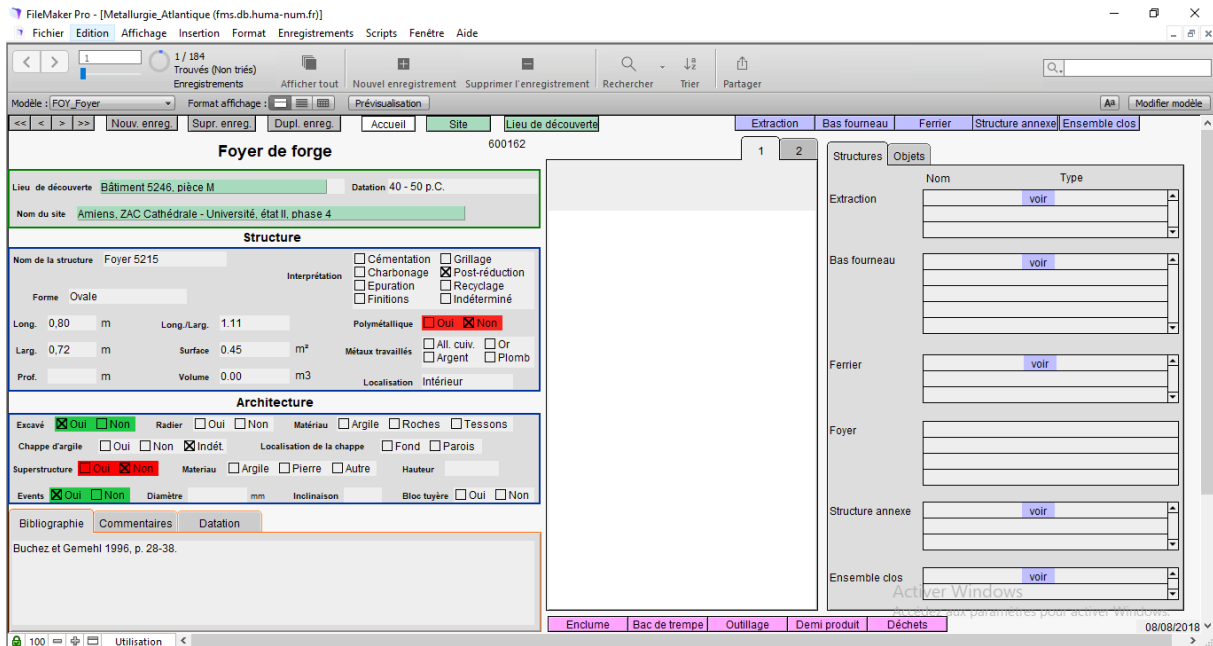 FileMaker Pro - [Metallurgie_Atlantique (fms.db.huma-num.fr)]
Fichier Edition Affichage Insertion Format Enregistrements Scripts Fenêtre Aide
1 1 / 184
Trouvés (Non triés)
Enregistrements Afficher tout Nouvel enregistrement Supprimer l'enregistrement Rechercher Trier Partager
Modèle : FOY_Foyer Format affichage : Prévisualisation Aa Modifier modèle
<< < > >> Nouv. enreg. Supr. enreg. Dupl. enreg. Accueil Site Lieu de découverte Extraction Bas fourneau Ferrier Structure annexe Ensemble clos
Foyer de forge 600162 1 2 Structures Objets
Lieu de découverte Bâtiment 5246, pièce M Datation 40 - 50 p.C.
Nom du site Amiens, ZAC Cathédrale - Université, état II, phase 4
Structure
Nom de la structure Foyer 5215 Interprétation Cémentation Grillage
Charbonage Post-réduction
Epuration Recyclage
Finitions Indéterminé
Forme Ovale
Long. 0,80 m Long./Larg. 1.11 Polymétallique Oui Non
Larg. 0,72 m Surface 0.45 m² Métaux travaillés All. cuiv. Or
Argent Plomb
Prof. m Volume 0.00 m3 Localisation Intérieur
Architecture
Excavé Oui Non Radier Oui Non Matériau Argile Roches Tessons
Chappe d'argile Oui Non Indét. Localisation de la chappe Fond Parois
Superstructure Oui Non Materiau Argile Pierre Autre Hauteur
Events Oui Non Diamètre mm Inclinaison Bloc tuyère Oui Non
Bibliographie Commentaires Datation
Buchez et Gemehl 1996, p. 28-38.
Nom Type
Extraction voir
Bas fourneau voir
Ferrier voir
Foyer
Structure annexe voir
Ensemble clos voir
Activer Windows
Accédez aux paramètres pour activer Windows.
Enclume Bac de trempe Outillage Demi produit Déchets
08/08/2018
100 Utilisation